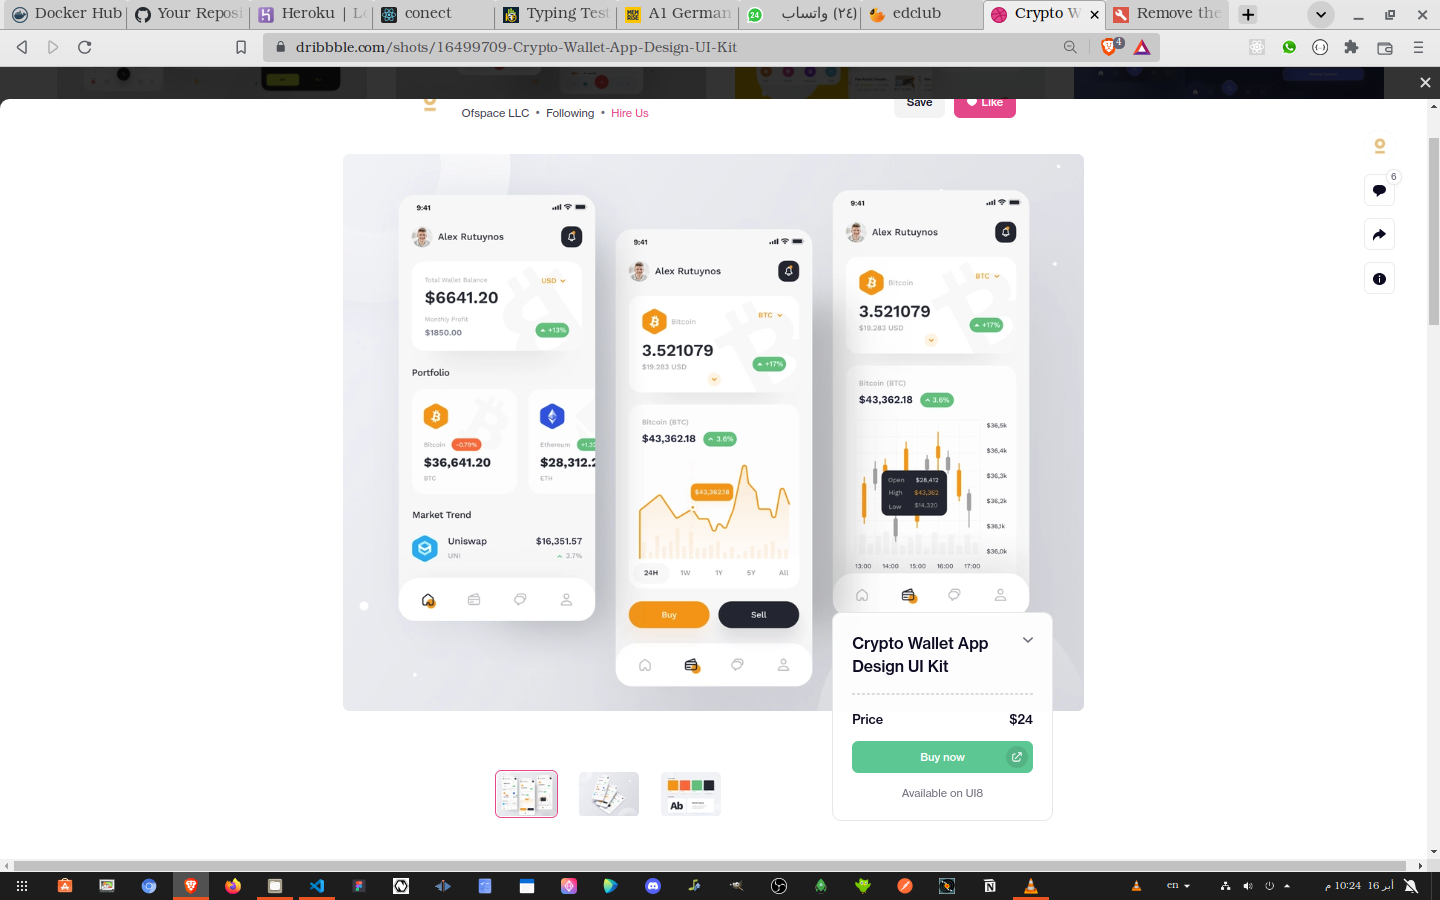 Docker Hub
Your Reposi
Heroku | L
conect
Typing Test
A1 German
24
(٢٤) واتساب
edclub
Crypto W
Remove the
dribbble.com/shots/16499709-Crypto-Wallet-App-Design-UI-Kit
4
Ofspace LLC • Following • Hire Us
Save
Like
6
9:41
Alex Rutuynos
Total Wallet Balance
USD
$6641.20
Monthly Profit
$1850.00
+13%
Portfolio
Bitcoin
-0.79%
$36,641.20
BTC
Ethereum
$28,312.2
ETH
Market Trend
Uniswap
$16,351.57
UNI
3.7%
9:41
Alex Rutuynos
Bitcoin
BTC
3.521079
$19.283 USD
+17%
Bitcoin (BTC)
$43,362.18
3.6%
$43,362.18
24H
1W
1Y
5Y
All
Buy
Sell
9:41
Alex Rutuynos
Bitcoin
BTC
3.521079
$19.283 USD
+17%
Bitcoin (BTC)
$43,362.18
3.6%
$36,5k
$36,4k
$36,3k
$36,2k
$36,1k
$36,0k
Open $28,412
High $43,362
Low $14,320
13:00 14:00 15:00 16:00 17:00
Crypto Wallet App
Design UI Kit
Price $24
Buy now
Available on UI8
Ab
en
أبر 16 10:24 م